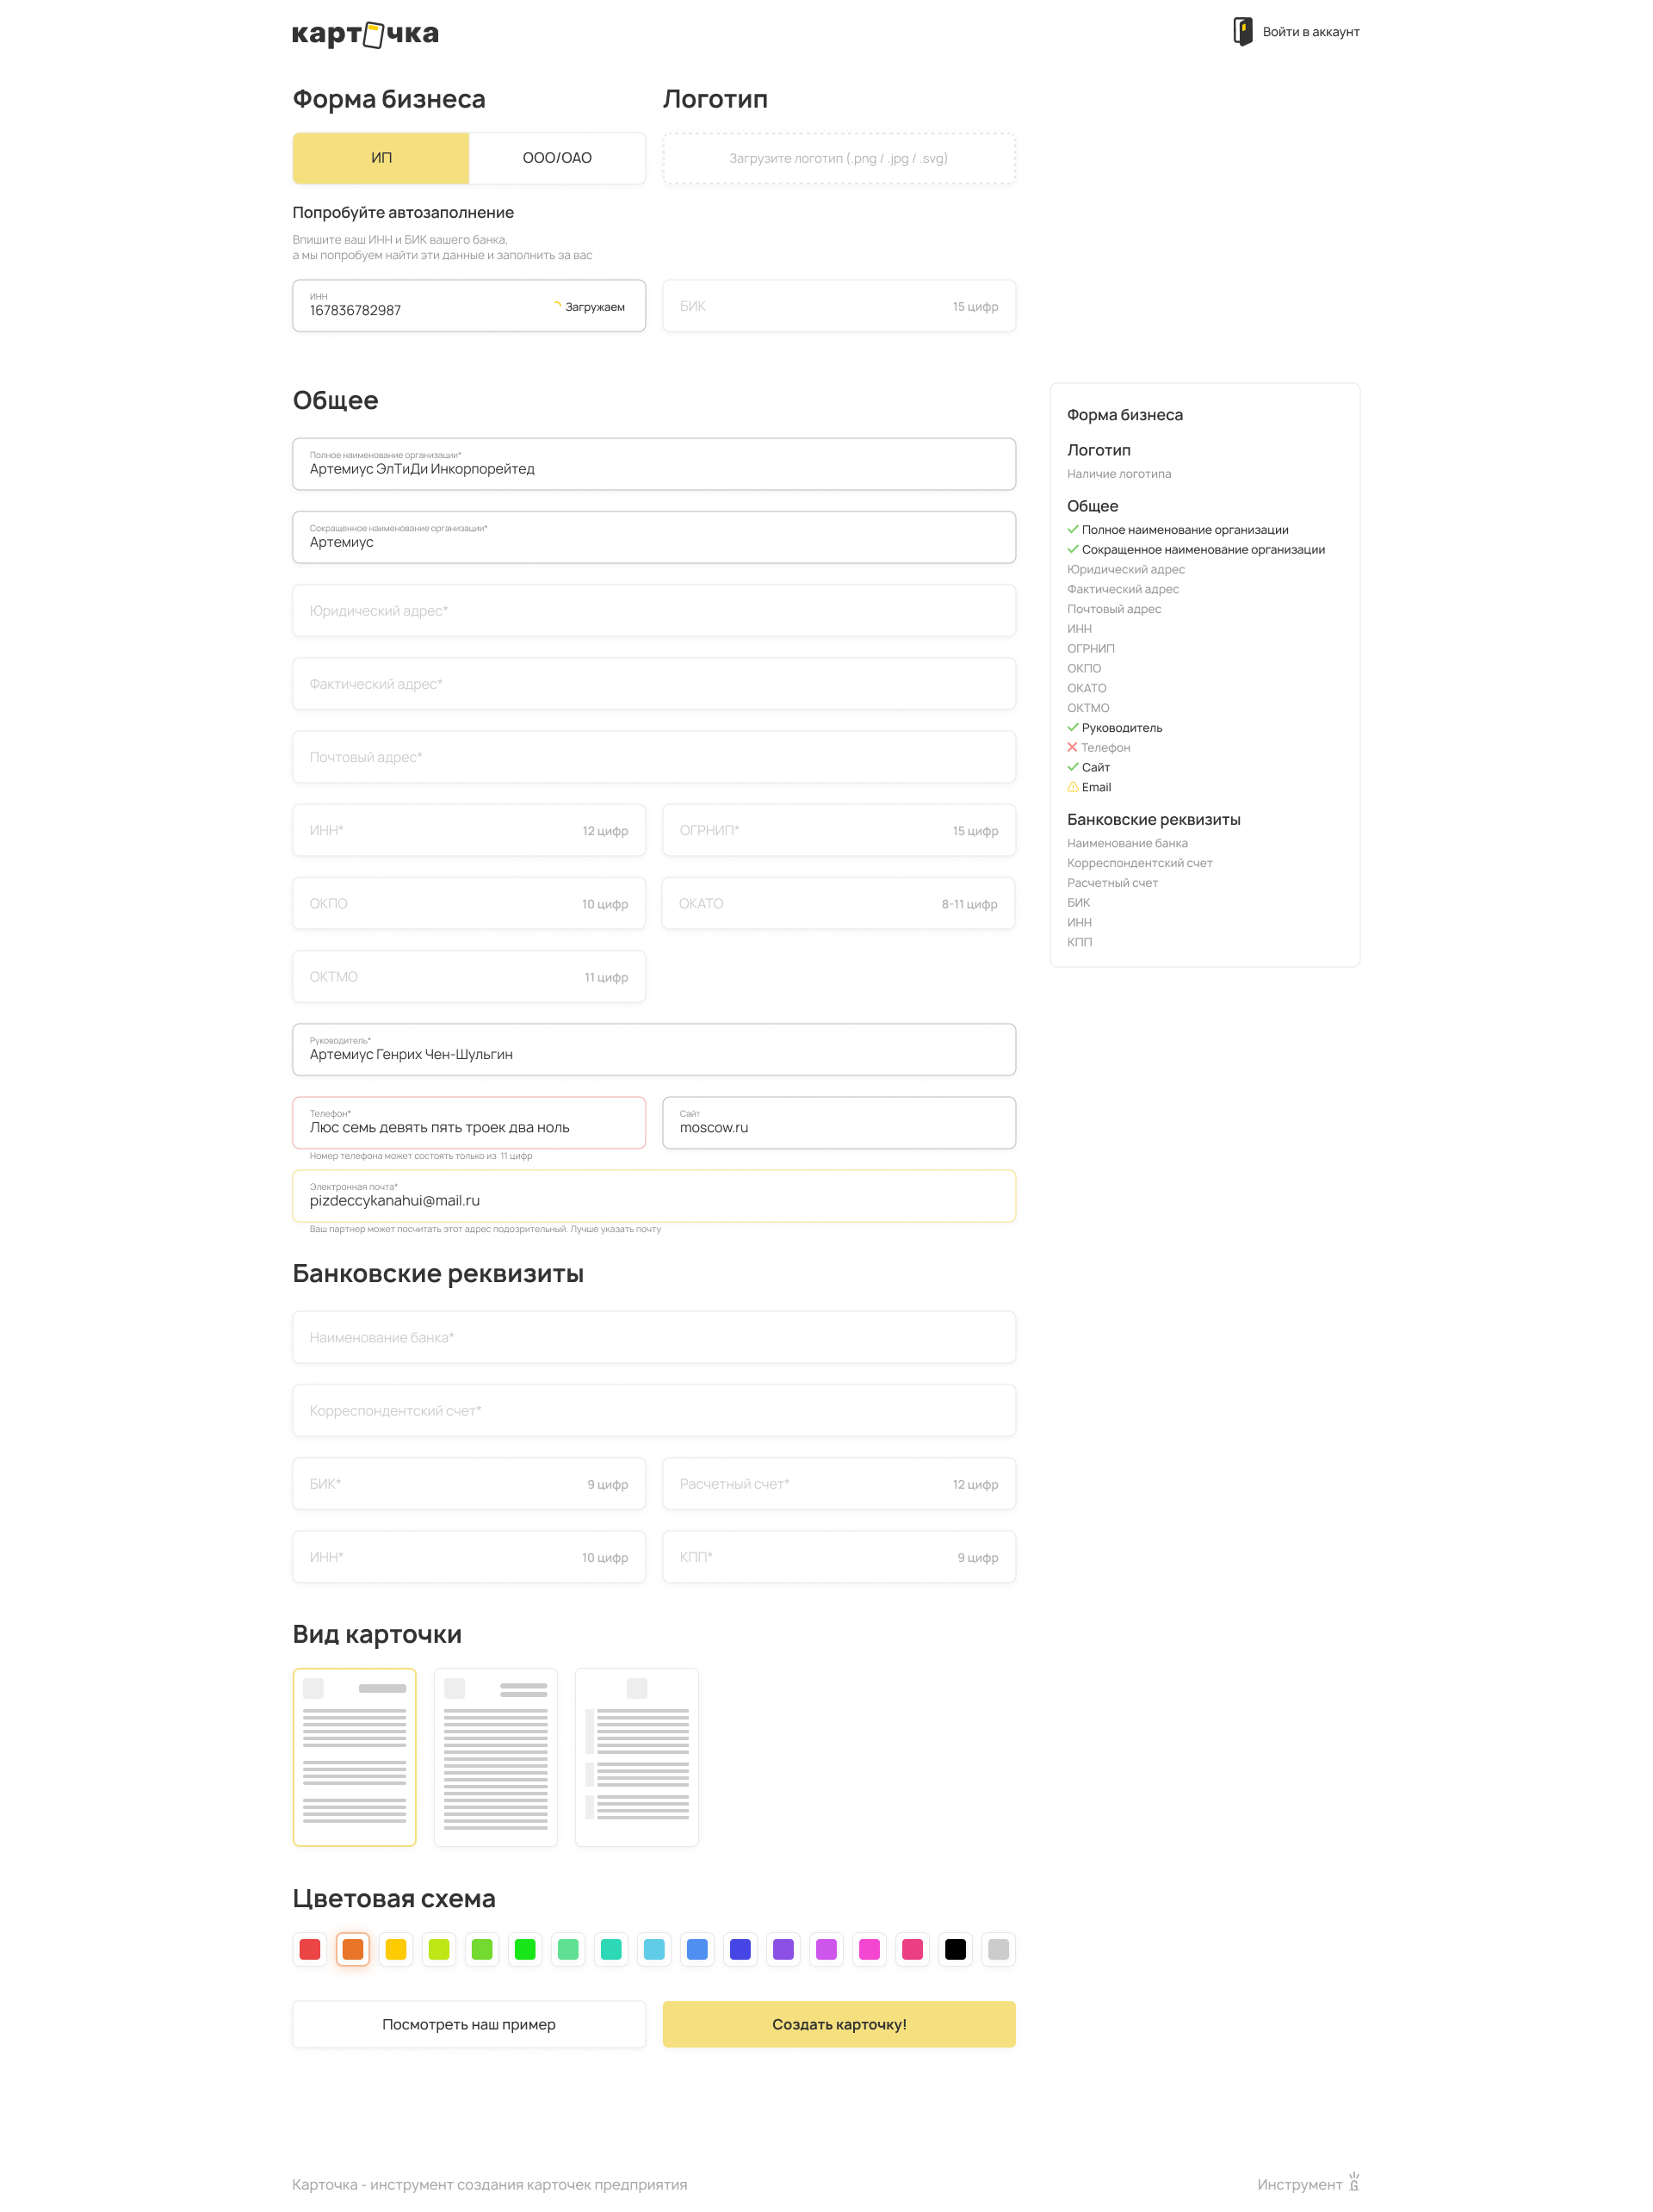 карточка
Войти в аккаунт
Форма бизнеса
Логотип
ИП
ООО/ОАО
Загрузите логотип (.png / .jpg / .svg)
Попробуйте автозаполнение
Впишите ваш ИНН и БИК вашего банка,
а мы попробуем найти эти данные и заполнить за вас
ИНН
167836782987
Загружаем
БИК
15 цифр
Общее
Полное наименование организации*
Артемиус ЭлТиДи Инкорпорейтед
Сокращенное наименование организации*
Артемиус
Юридический адрес*
Фактический адрес*
Почтовый адрес*
ИНН*
12 цифр
ОГРНИП*
15 цифр
ОКПО
10 цифр
ОКАТО
8-11 цифр
ОКТМО
11 цифр
Руководитель*
Артемиус Генрих Чен-Шульгин
Телефон*
Люс семь девять пять троек два ноль
Номер телефона может состоять только из 11 цифр
Сайт
moscow.ru
Электронная почта*
pizdeccykanahui@mail.ru
Ваш партнер может посчитать этот адрес подозрительный. Лучше указать почту
Форма бизнеса
Логотип
Наличие логотипа
Общее
Полное наименование организации
Сокращенное наименование организации
Юридический адрес
Фактический адрес
Почтовый адрес
ИНН
ОГРНИП
ОКПО
ОКАТО
ОКТМО
Руководитель
Телефон
Сайт
Email
Банковские реквизиты
Наименование банка
Корреспондентский счет
Расчетный счет
БИК
ИНН
КПП
Банковские реквизиты
Наименование банка*
Корреспондентский счет*
БИК*
9 цифр
Расчетный счет*
12 цифр
ИНН*
10 цифр
КПП*
9 цифр
Вид карточки
Цветовая схема
Посмотреть наш пример
Создать карточку!
Карточка - инструмент создания карточек предприятия
Инструмент